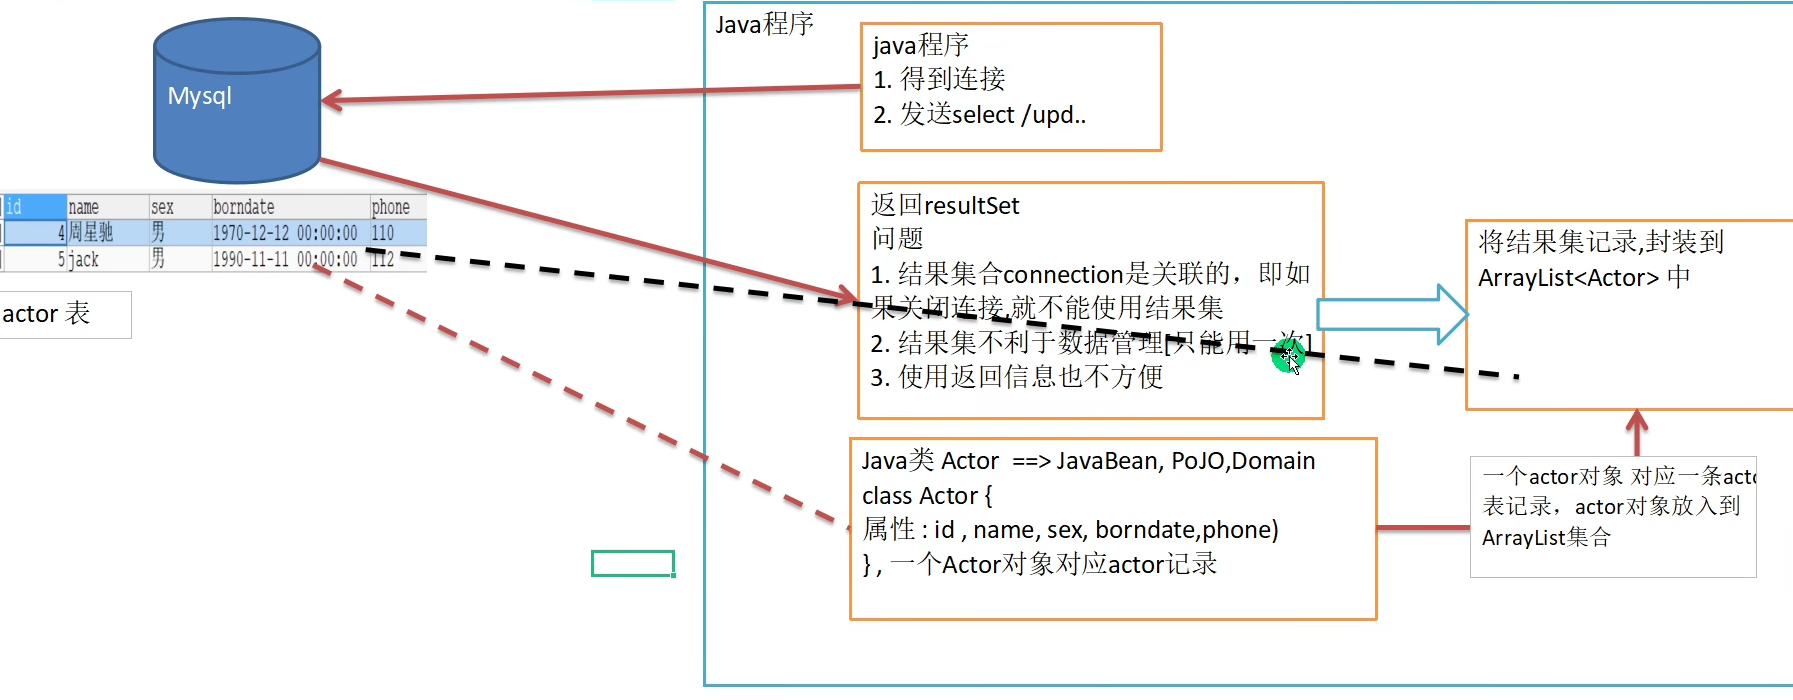 Java程序
java程序
1. 得到连接
2. 发送select /upd..
Mysql
id name sex borndate phone
4 周星驰 男 1970-12-12 00:00:00 110
5 jack 男 1990-11-11 00:00:00 112
actor 表
返回resultSet
问题
1. 结果集合connection是关联的，即如
果关闭连接,就不能使用结果集
2. 结果集不利于数据管理[只能用一次]
3. 使用返回信息也不方便
将结果集记录,封装到
ArrayList<Actor> 中
Java类 Actor ==> JavaBean, PoJO,Domain
class Actor {
属性 : id , name, sex, borndate,phone)
} , 一个Actor对象对应actor记录
一个actor对象 对应一条acto
表记录，actor对象放入到
ArrayList集合